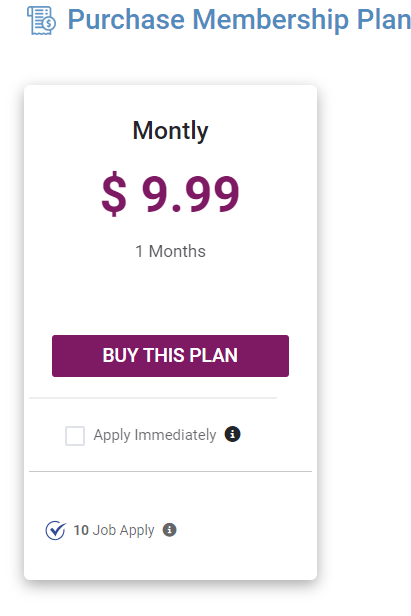 Purchase Membership Plan
Montly
$ 9.99
1 Months
BUY THIS PLAN
Apply Immediately
10 Job Apply